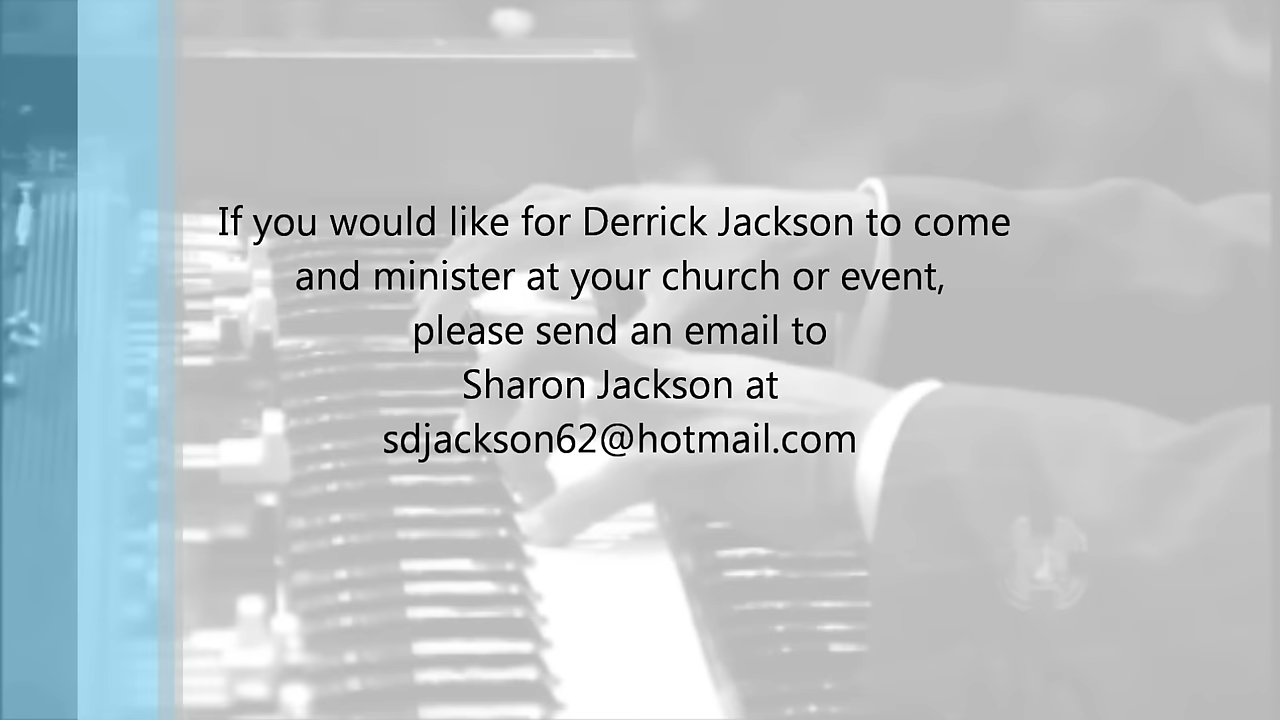 If you would like for Derrick Jackson to come
and minister at your church or event,
please send an email to
Sharon Jackson at
sdjackson62@hotmail.com